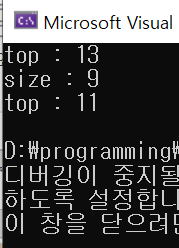 Microsoft Visual
top : 13
size : 9
top : 11
D:₩programming₩
디버깅이 중지될
하도록 설정합니
이 창을 닫으려면